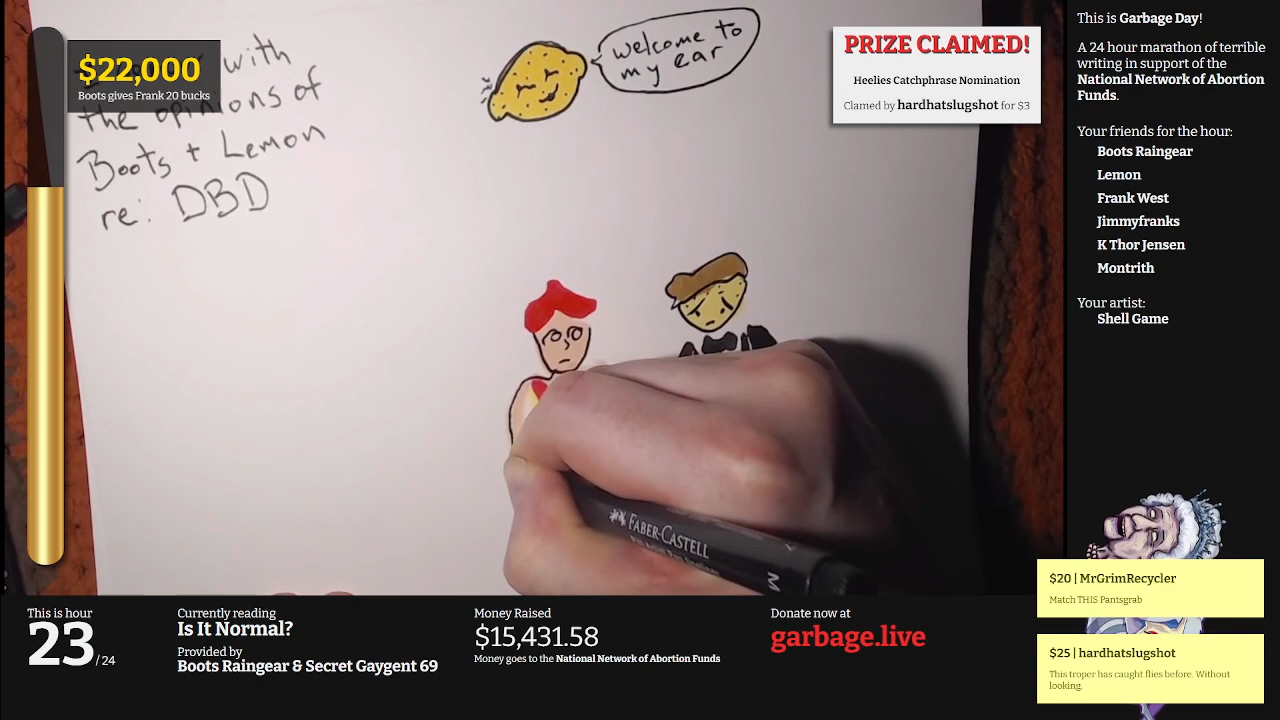 $22,000
Boots gives Frank 20 bucks
with
the opinions of
Boots + Lemon
re: DBD
welcome to
my ear
PRIZE CLAIMED!
Heelies Catchphrase Nomination
Clamed by hardhatslugshot for $3
This is Garbage Day!
A 24 hour marathon of terrible
writing in support of the
National Network of Abortion
Funds.
Your friends for the hour:
Boots Raingear
Lemon
Frank West
Jimmyfranks
K Thor Jensen
Montrith
Your artist:
Shell Game
FABER-CASTELL
M
$20 | MrGrimRecycler
Match THIS Pantsgrab
$25 | hardhatslugshot
This troper has caught flies before. Without
looking.
This is hour
23 / 24
Currently reading
Is It Normal?
Provided by
Boots Raingear & Secret Gaygent 69
Money Raised
$15,431.58
Money goes to the National Network of Abortion Funds
Donate now at
garbage.live